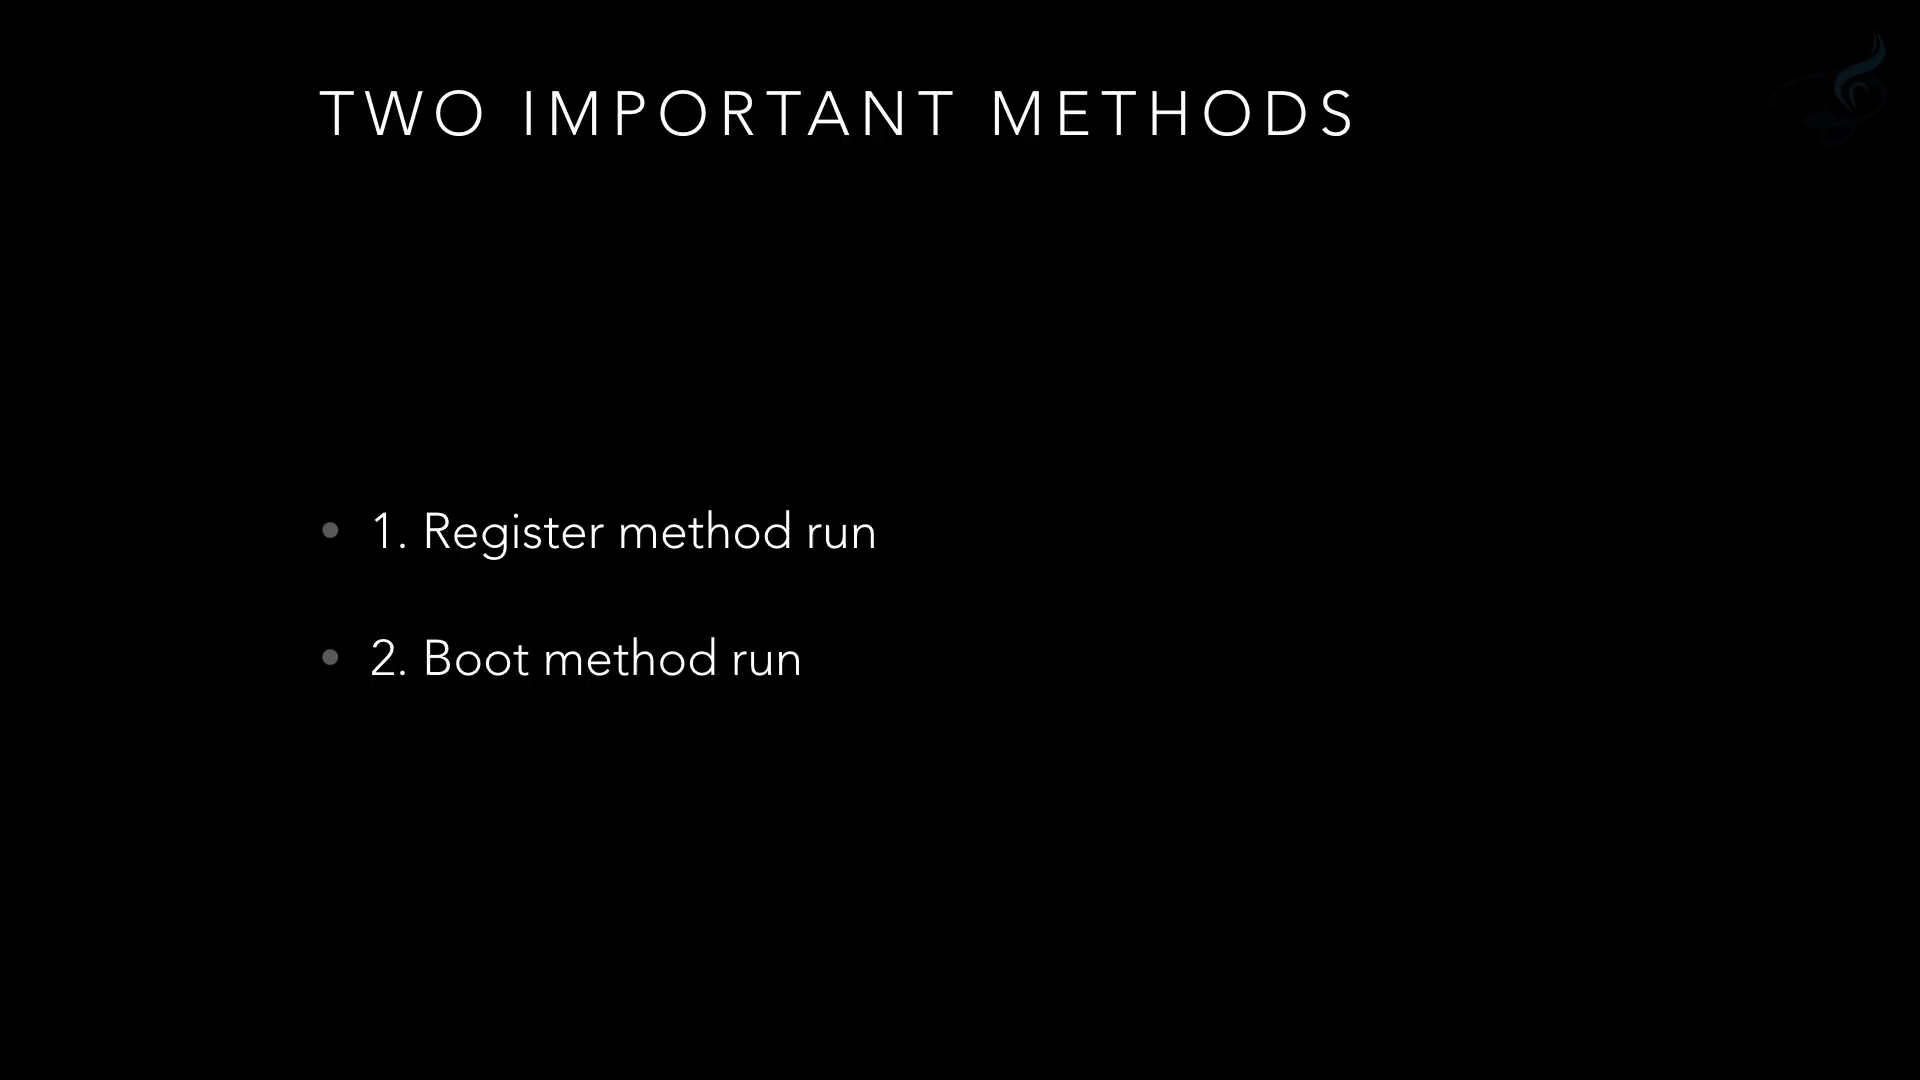 TWO IMPORTANT METHODS
• 1. Register method run
• 2. Boot method run